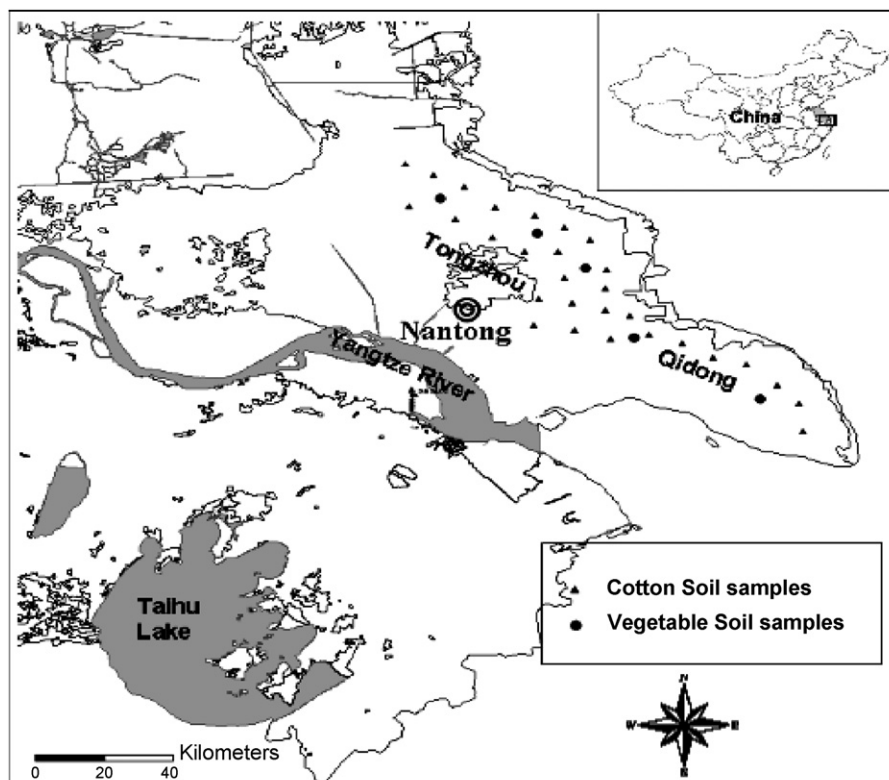 China
Tongzhou
Nantong
Yangtze River
Qidong
Taihu
Lake
Cotton Soil samples
Vegetable Soil samples
Kilometers
0 20 40
N
W E